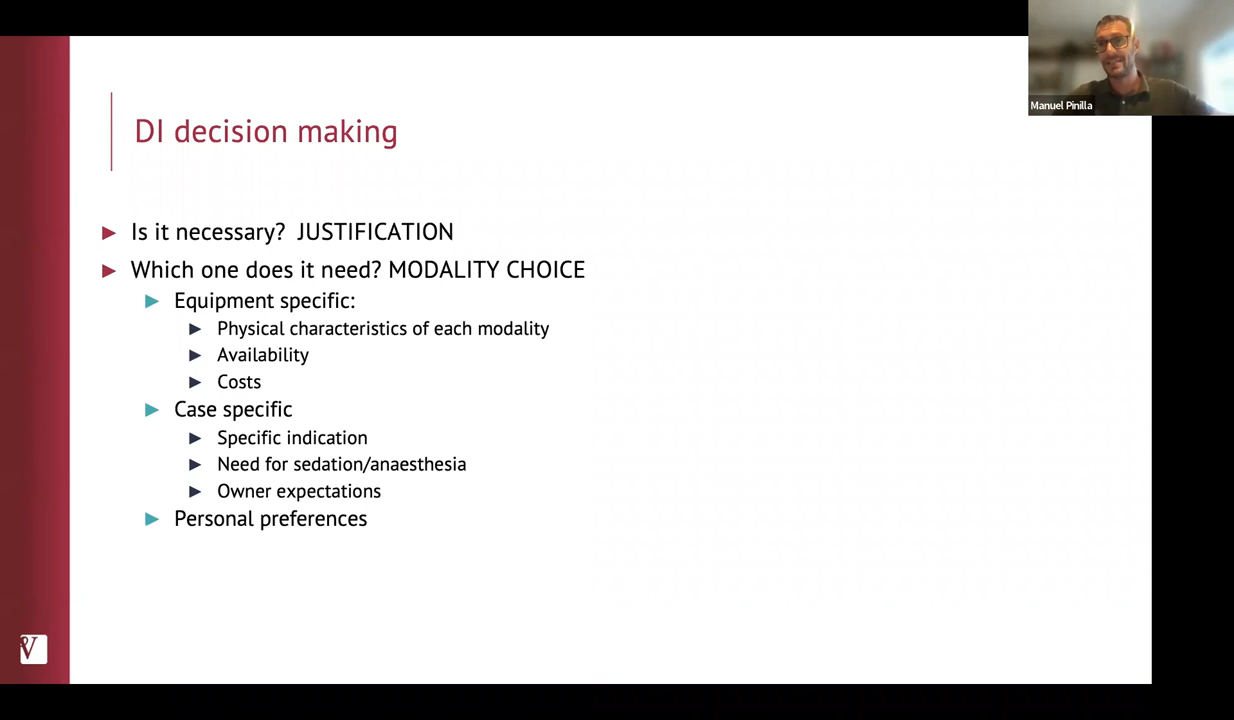 Manuel Pinilla
DI decision making
Is it necessary? JUSTIFICATION
Which one does it need? MODALITY CHOICE
Equipment specific:
Physical characteristics of each modality
Availability
Costs
Case specific
Specific indication
Need for sedation/anaesthesia
Owner expectations
Personal preferences